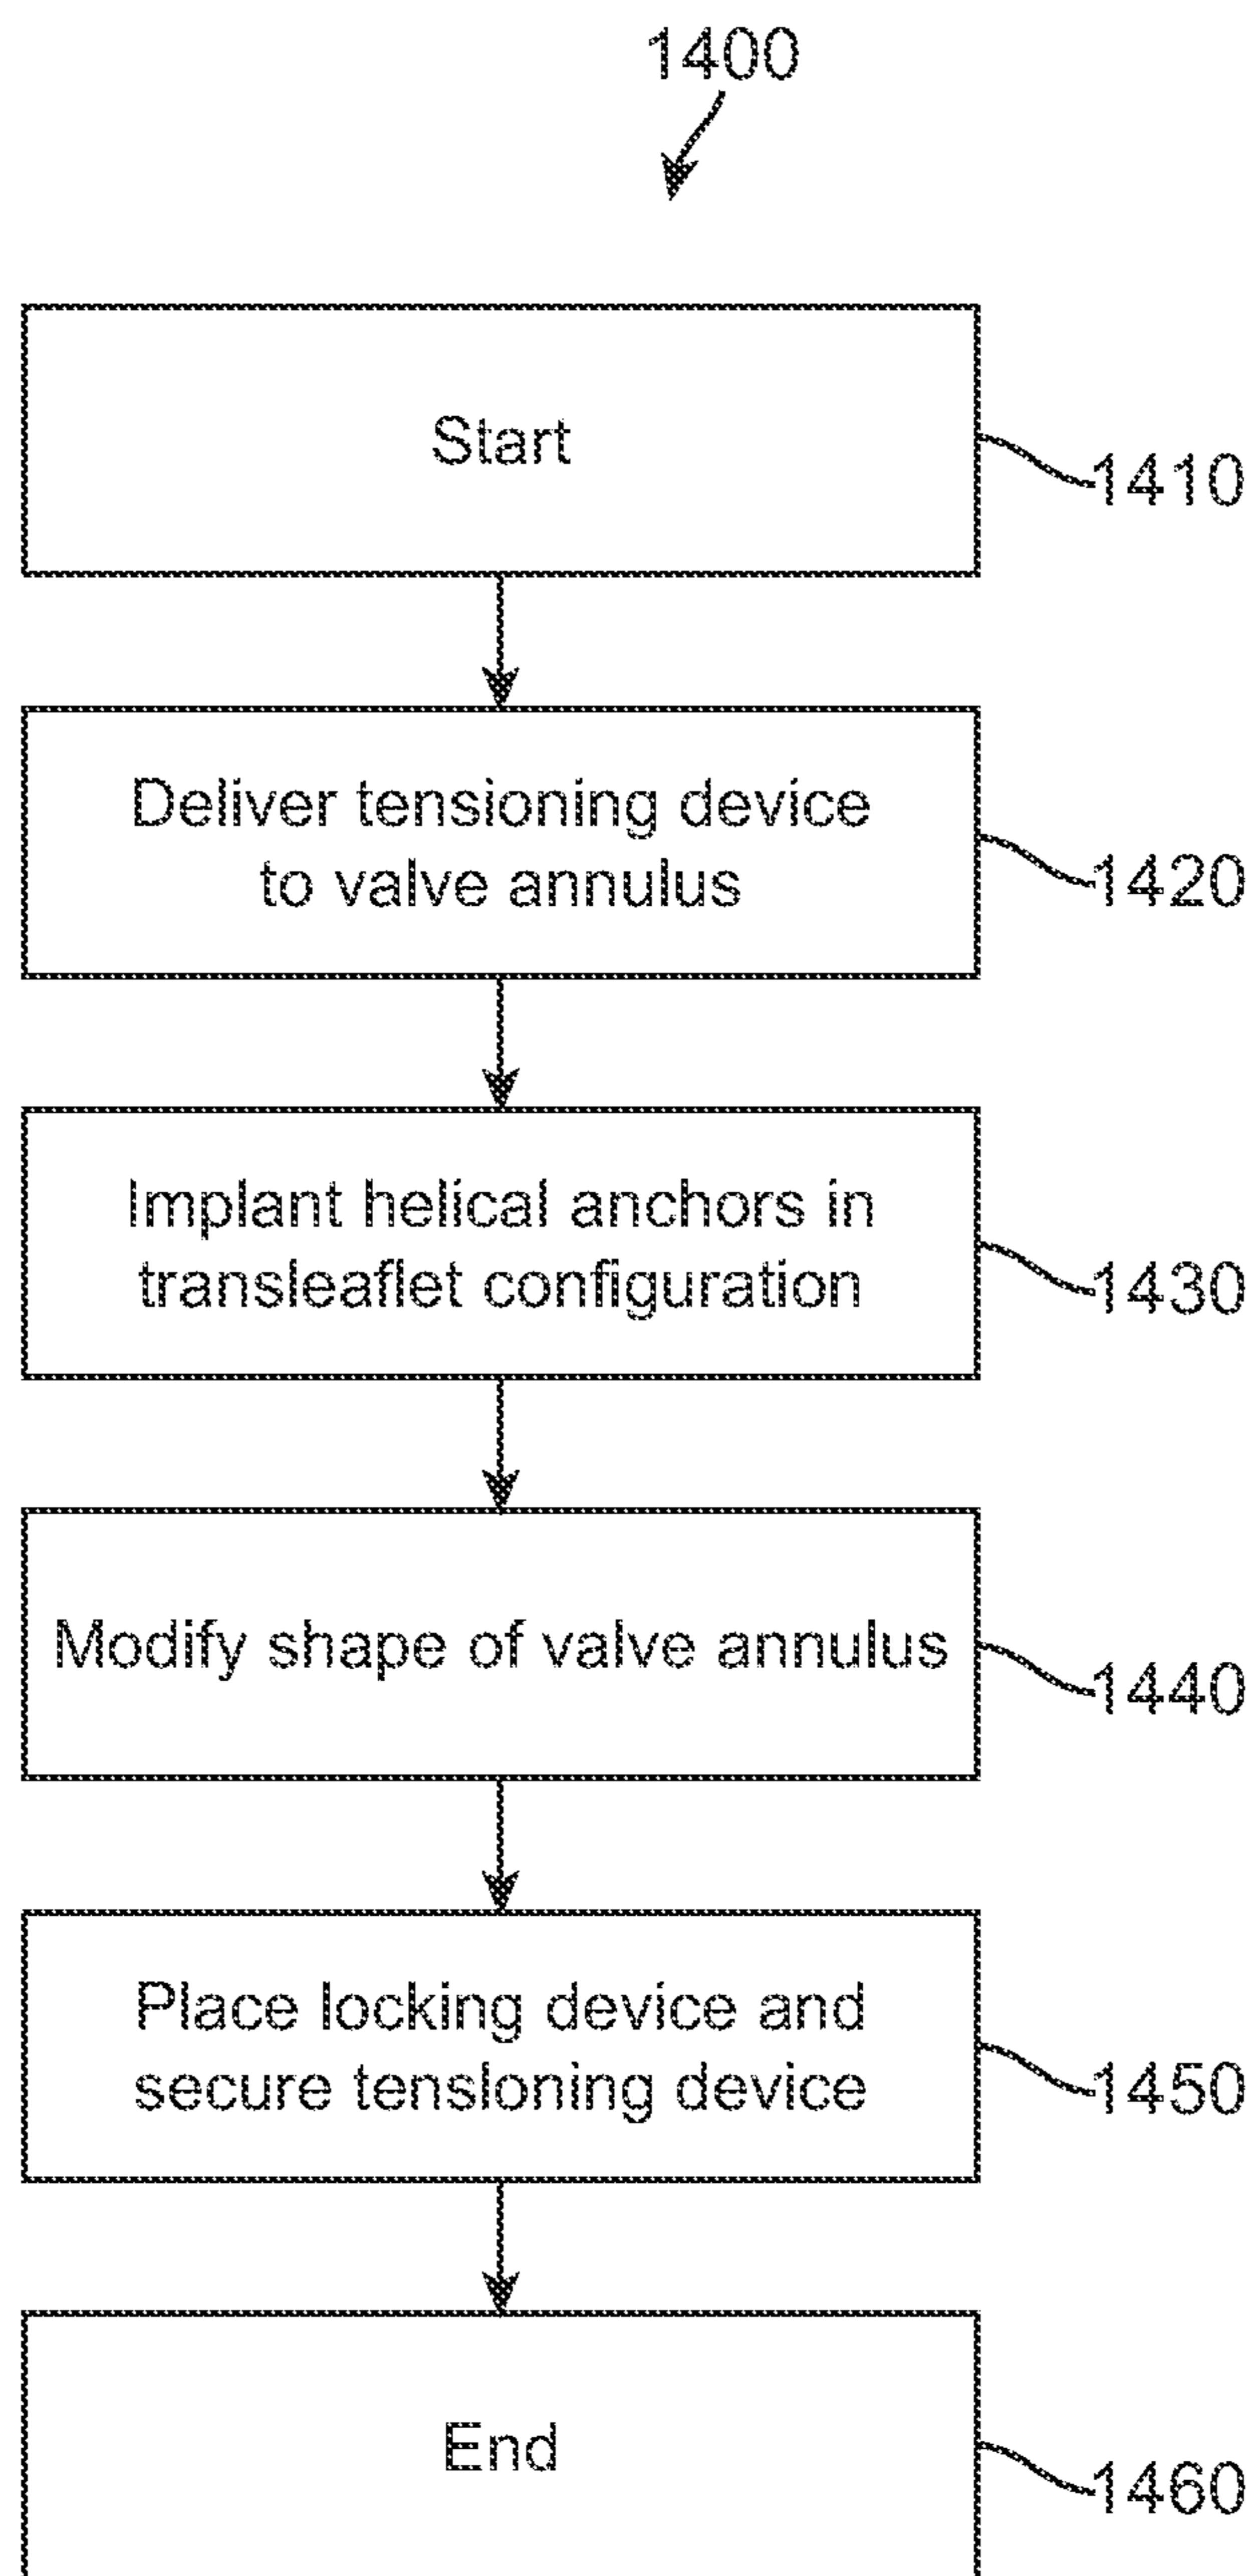 1400
Start
1410
Deliver tensioning device
to valve annulus
1420
Implant helical anchors in
transleaflet configuration
1430
Modify shape of valve annulus
1440
Place locking device and
secure tensloning device
1450
End
1460